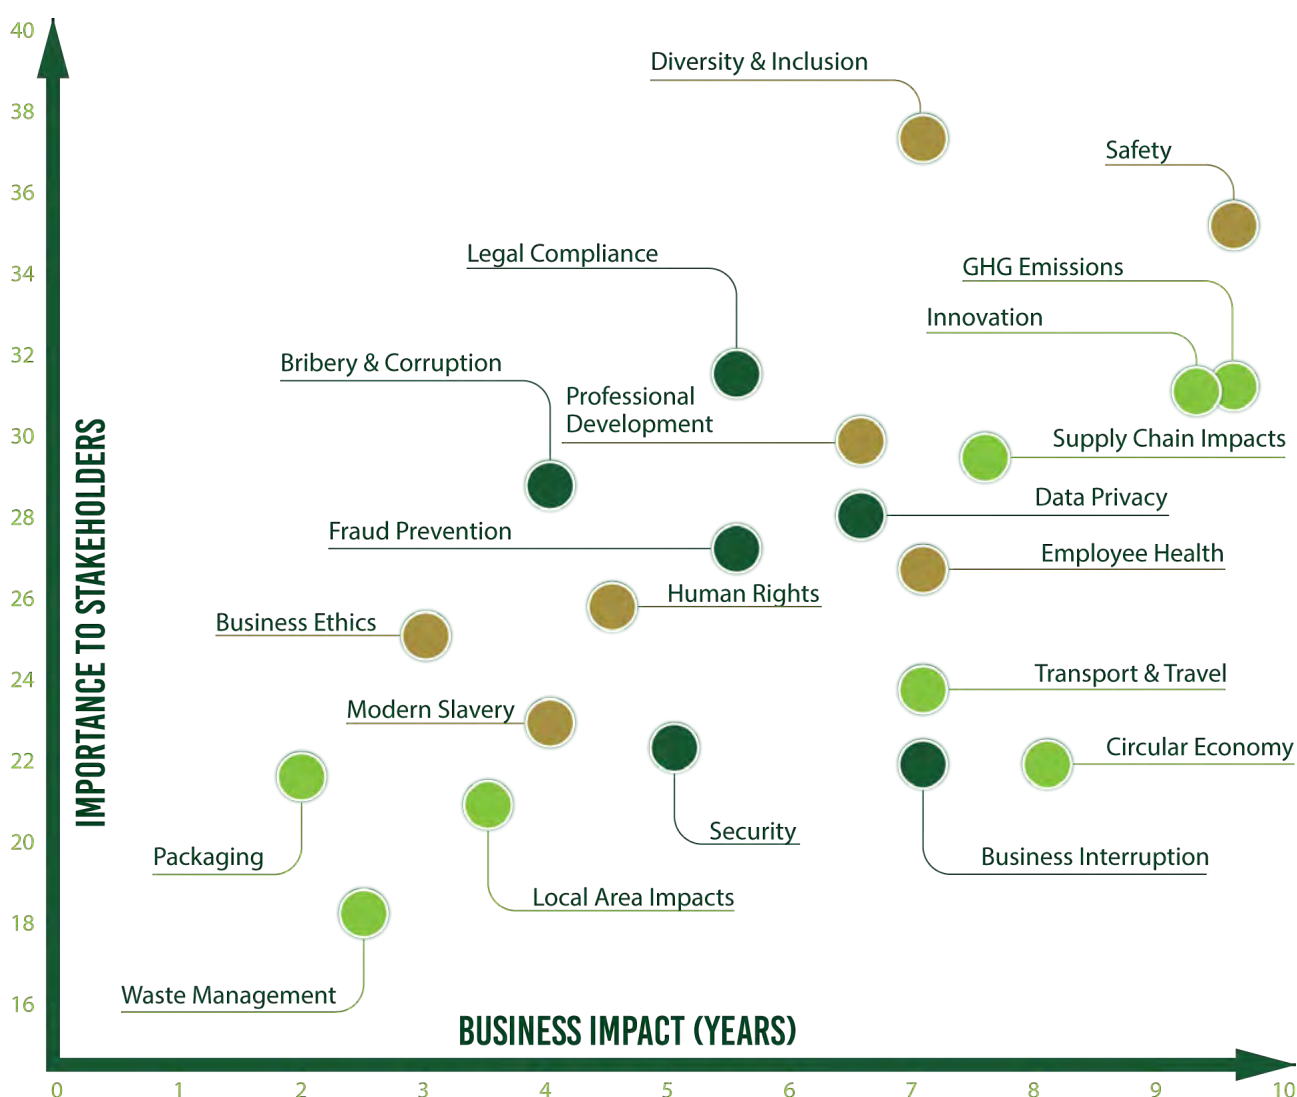 40
Diversity & Inclusion
38
Safety
36
Legal Compliance
34
GHG Emissions
Innovation
32
Bribery & Corruption
Professional
Development
30
Supply Chain Impacts
Data Privacy
28
Fraud Prevention
Employee Health
26
Human Rights
Business Ethics
24
Transport & Travel
Modern Slavery
22
Circular Economy
IMPORTANCE TO STAKEHOLDERS
20
Security
Packaging
Business Interruption
18
Local Area Impacts
16
Waste Management
BUSINESS IMPACT (YEARS)
0 1 2 3 4 5 6 7 8 9 10